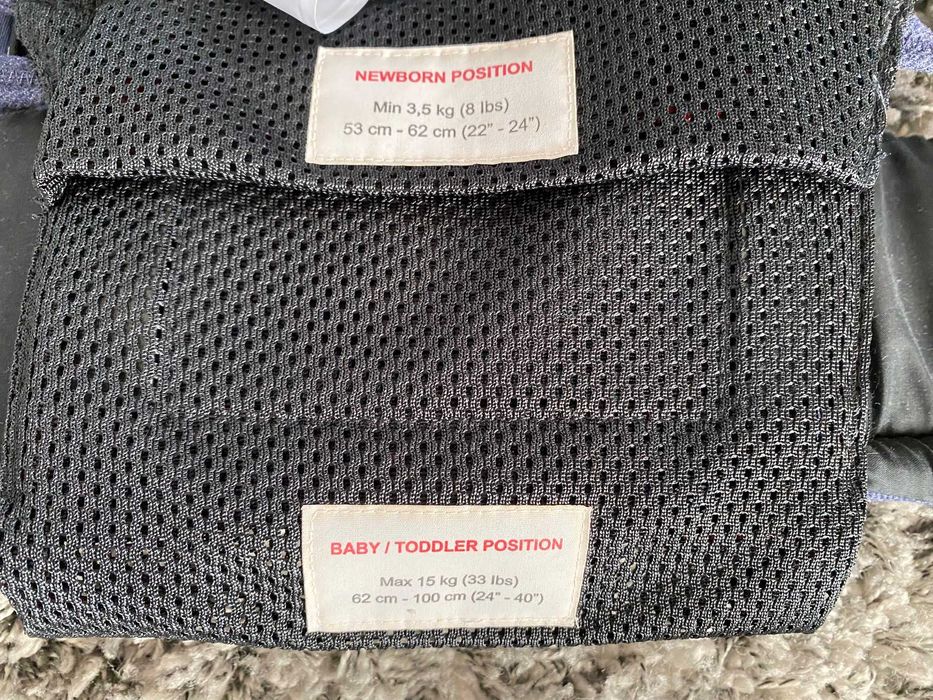 NEWBORN POSITION
Min 3,5 kg (8 lbs)
53 cm - 62 cm (22" - 24")
BABY / TODDLER POSITION
Max 15 kg (33 lbs)
62 cm - 100 cm (24" - 40")